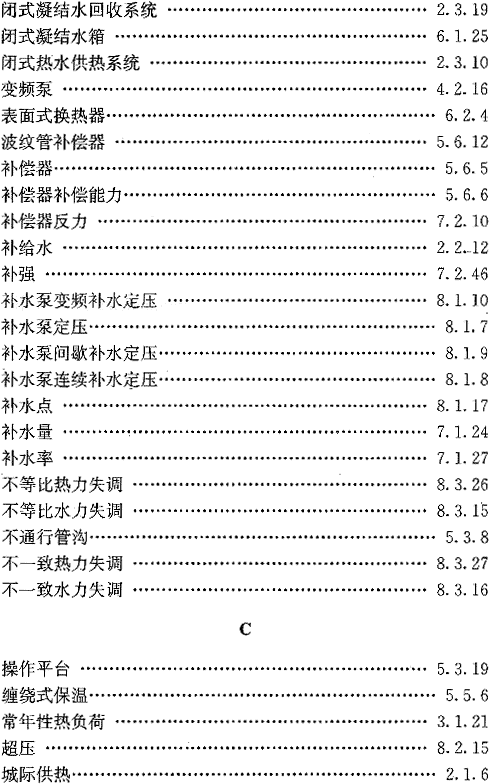 闭式凝结水回收系统 …………………………… 2.3.19
闭式凝结水箱 …………………………… 6.1.25
闭式热水供热系统 …………………………… 2.3.10
变频泵 …………………………… 4.2.16
表面式换热器…………………………… 6.2.4
波纹管补偿器 …………………………… 5.6.12
补偿器…………………………… 5.6.5
补偿器补偿能力…………………………… 5.6.6
补偿器反力 …………………………… 7.2.10
补给水 …………………………… 2.2.12
补强 …………………………… 7.2.46
补水泵变频补水定压 …………………………… 8.1.10
补水泵定压…………………………… 8.1.7
补水泵间歇补水定压…………………………… 8.1.9
补水泵连续补水定压…………………………… 8.1.8
补水点 …………………………… 8.1.17
补水量 …………………………… 7.1.24
补水率 …………………………… 7.1.27
不等比热力失调 …………………………… 8.3.26
不等比水力失调 …………………………… 8.3.15
不通行管沟…………………………… 5.3.8
不一致热力失调 …………………………… 8.3.27
不一致水力失调 …………………………… 8.3.16
C
操作平台 …………………………… 5.3.19
缠绕式保温…………………………… 5.5.6
常年性热负荷 …………………………… 3.1.21
超压 …………………………… 8.2.15
城际供热…………………………… 2.1.6